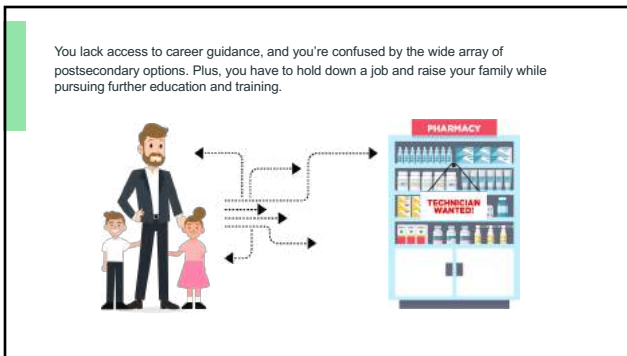 You lack access to career guidance, and you’re confused by the wide array of
postsecondary options. Plus, you have to hold down a job and raise your family while
pursuing further education and training.
PHARMACY
TECHNICIAN
WANTED!